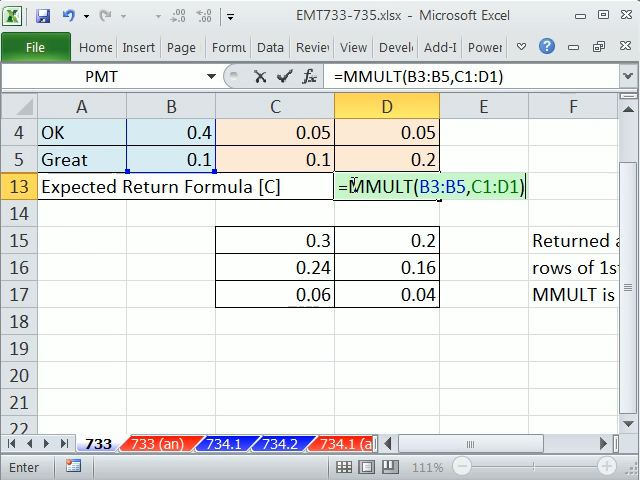 EMT733-735.xlsx - Microsoft Excel
File Home Insert Page Formu Data Review View Devel Add-I Power
PMT =MMULT(B3:B5,C1:D1)
A B C D E F
4 OK 0.4 0.05 0.05
5 Great 0.1 0.1 0.2
13 Expected Return Formula [C] =MMULT(B3:B5,C1:D1)
14
15 0.3 0.2 Returned a
16 0.24 0.16 rows of 1st
17 0.06 0.04 MMULT is
18
19
20
21
22
733 733 (an) 734.1 734.2 734.1 (a
Enter 111%